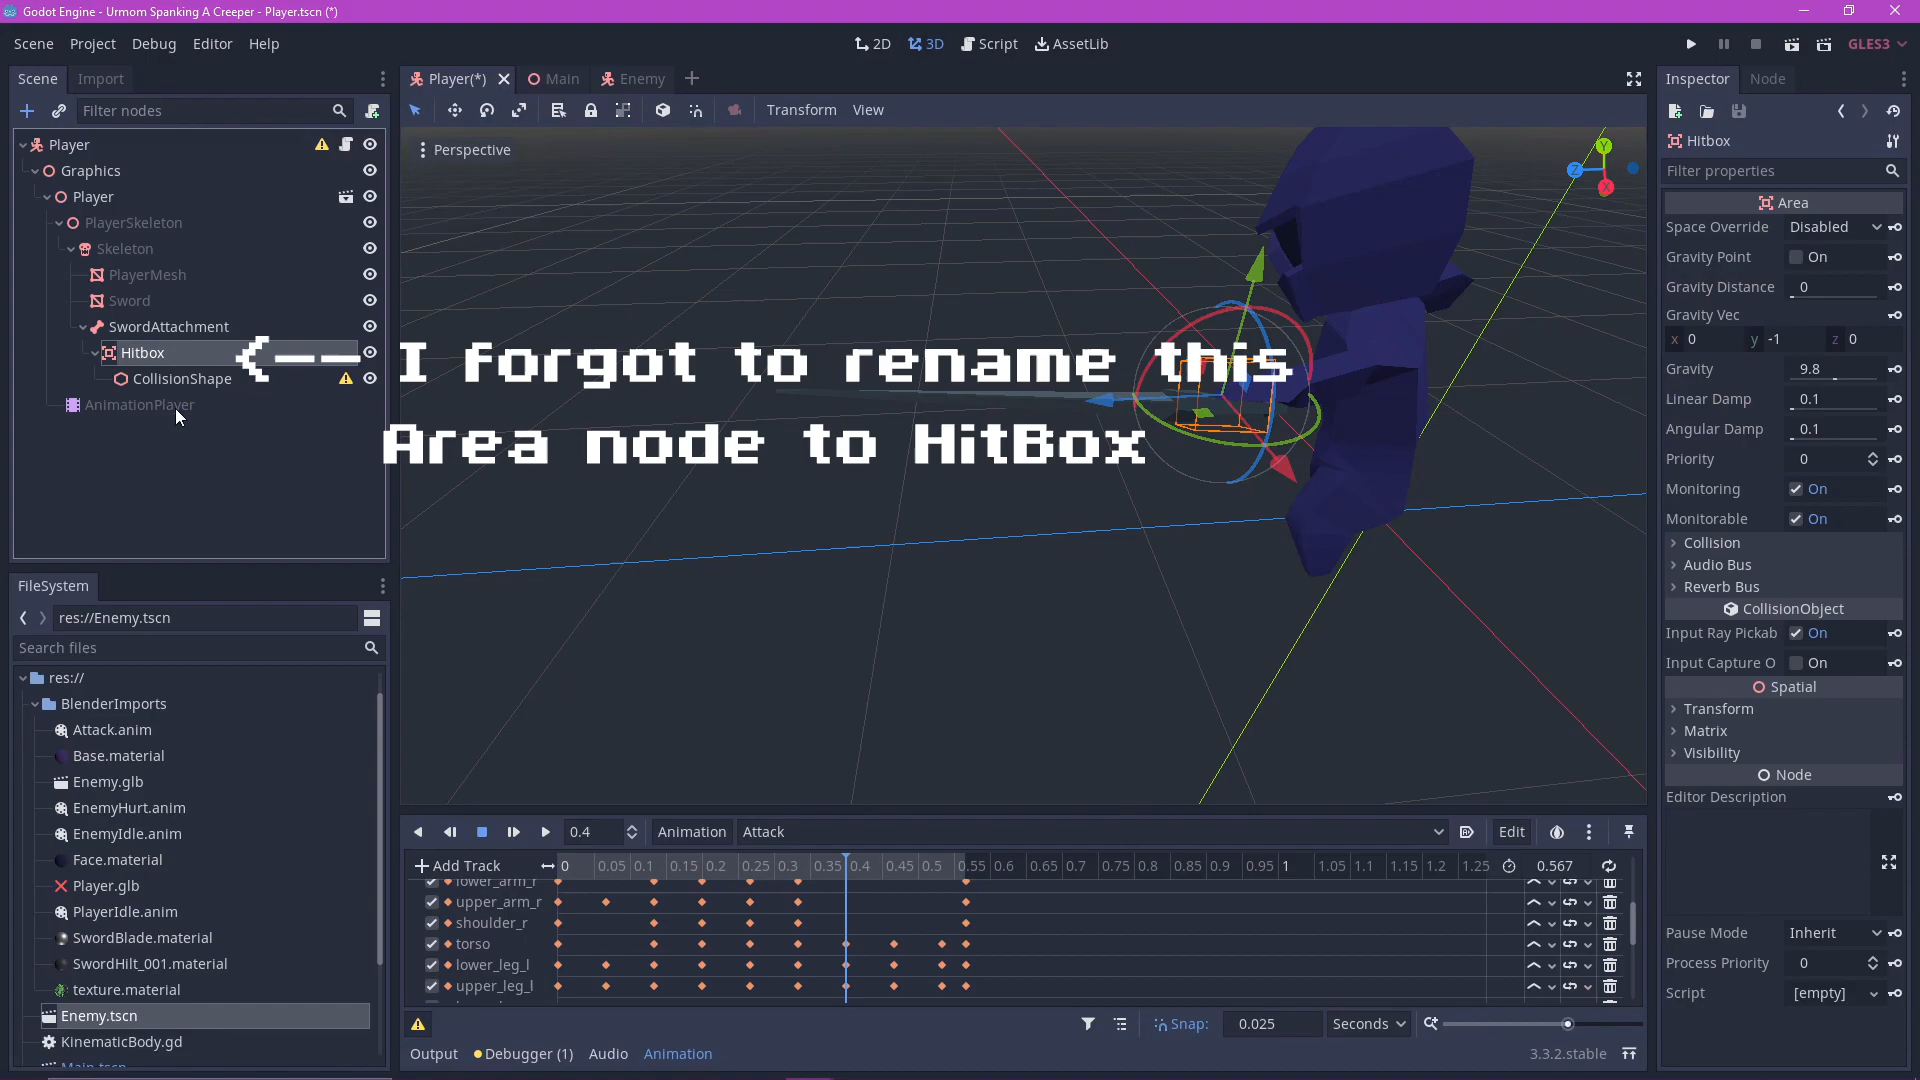 Godot Engine - Urmom Spanking A Creeper - Player.tscn (*)
Scene Project Debug Editor Help
2D 3D Script AssetLib
GLES3
Scene Import
Filter nodes
Player
Graphics
Player
PlayerSkeleton
Skeleton
PlayerMesh
Sword
SwordAttachment
Hitbox
CollisionShape
AnimationPlayer
FileSystem
res://Enemy.tscn
Search files
res://
BlenderImports
Attack.anim
Base.material
Enemy.glb
EnemyHurt.anim
EnemyIdle.anim
Face.material
Player.glb
PlayerIdle.anim
SwordBlade.material
SwordHilt_001.material
texture.material
Enemy.tscn
KinematicBody.gd
Main.tscn
Player(*) Main Enemy
Transform View
Perspective
Y
Z
X
<-- I forgot to rename this
Area node to HitBox
0.4 Animation Attack Edit
Add Track 0 0.05 0.1 0.15 0.2 0.25 0.3 0.35 0.4 0.45 0.5 0.55 0.6 0.65 0.7 0.75 0.8 0.85 0.9 0.95 1 1.05 1.1 1.15 1.2 1.25 0.567
lower_arm_r
upper_arm_r
shoulder_r
torso
lower_leg_l
upper_leg_l
Snap: 0.025 Seconds
Output Debugger (1) Audio Animation 3.3.2.stable
Inspector Node
Hitbox
Filter properties
Area
Space Override Disabled
Gravity Point On
Gravity Distance 0
Gravity Vec
x 0 y -1 z 0
Gravity 9.8
Linear Damp 0.1
Angular Damp 0.1
Priority 0
Monitoring On
Monitorable On
Collision
Audio Bus
Reverb Bus
CollisionObject
Input Ray Pickab On
Input Capture O On
Spatial
Transform
Matrix
Visibility
Node
Editor Description
Pause Mode Inherit
Process Priority 0
Script [empty]